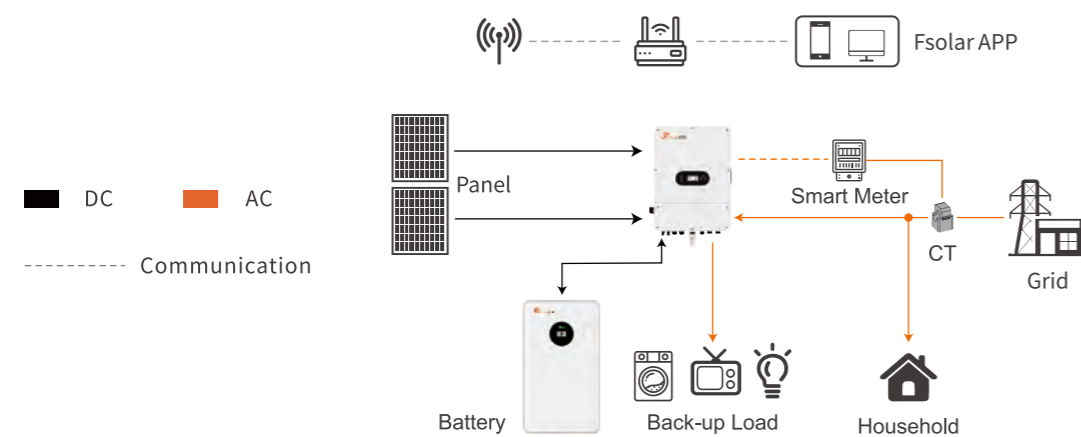 Fsolar APP
Panel
Smart Meter
DC
AC
CT
Communication
Grid
Battery
Back-up Load
Household